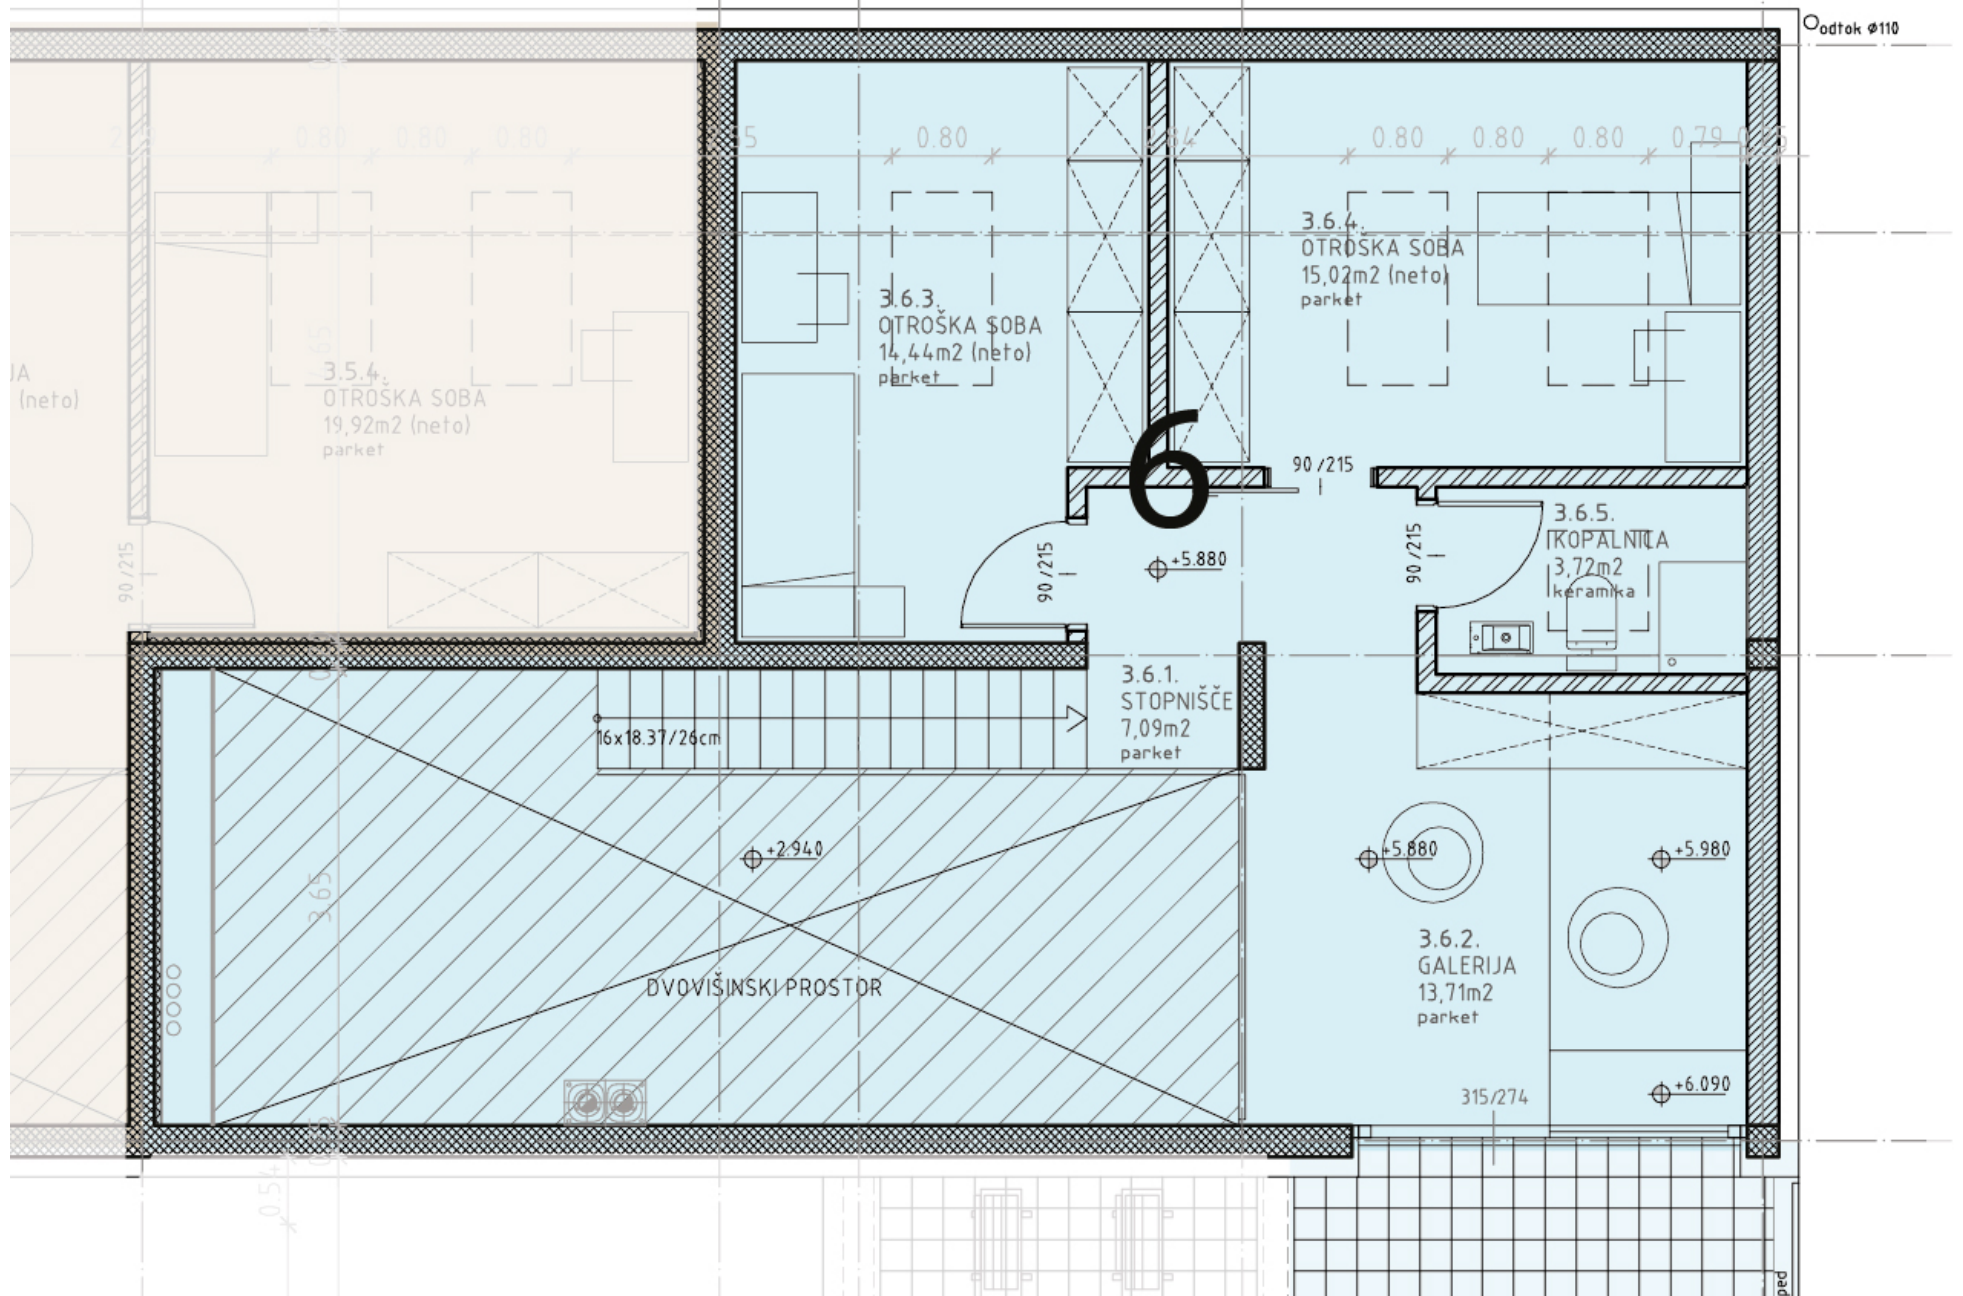 odtok ø110
0.80
0.80
0.80
0.80
2.84
0.80
0.80
0.80
0.79
3.6.4.
OTROŠKA SOBA
15,02m2 (neto)
parket
3.6.3.
OTROŠKA SOBA
14,44m2 (neto)
parket
JA
(neto)
3.5.4.
OTROŠKA SOBA
19,92m2 (neto)
parket
6
90/215
90/215
90/215
90/215
3.6.5.
KOPALNICA
3,72m2
keramika
+5.880
3.6.1.
STOPNIŠČE
7,09m2
parket
16x18.37/26cm
+2.940
+5.880
+5.980
3.65
3.6.2.
GALERIJA
13,71m2
parket
DVOVIŠINSKI PROSTOR
315/274
+6.090